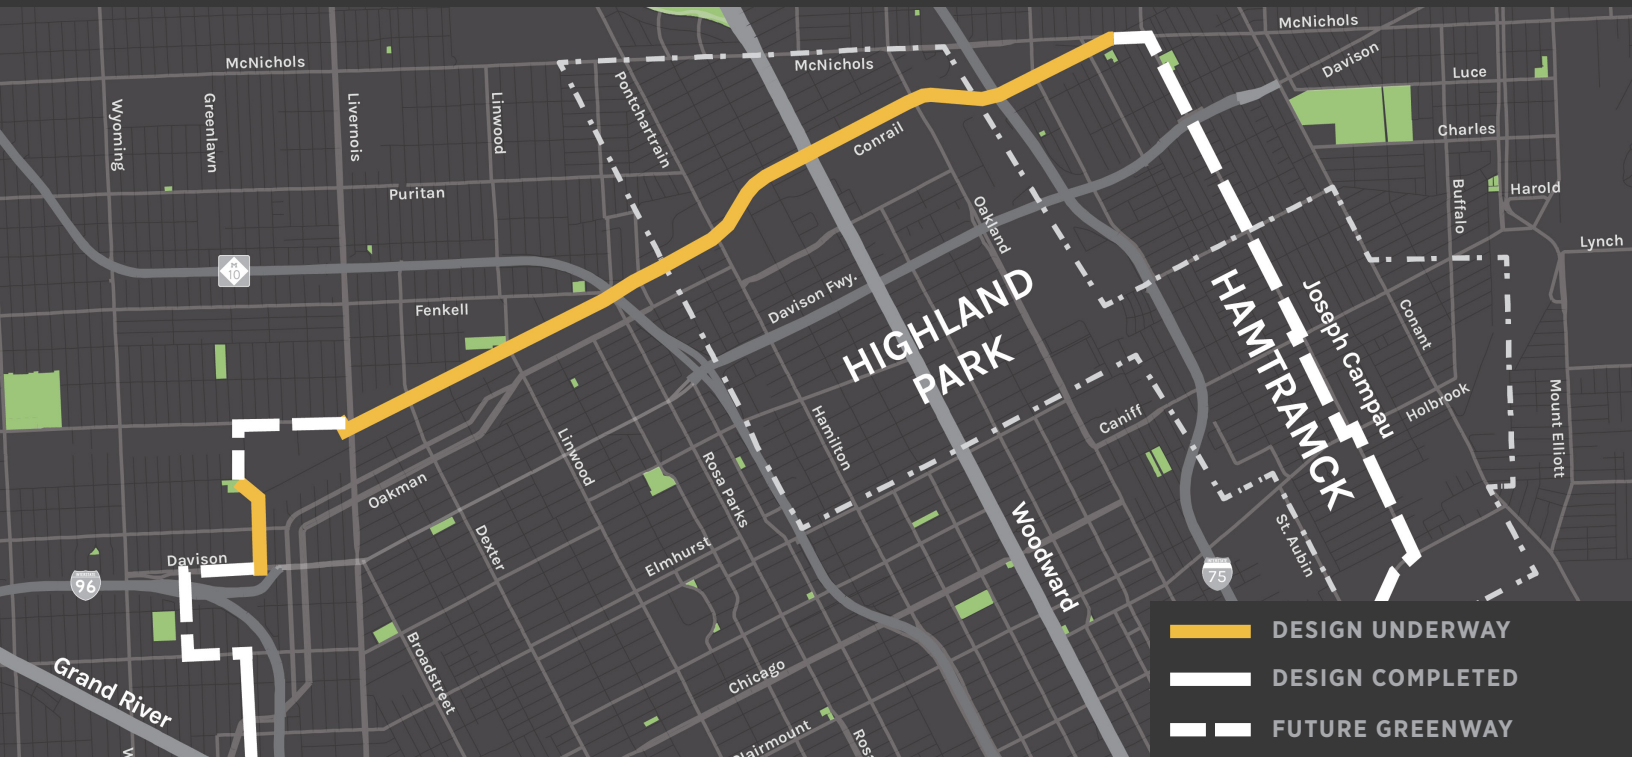 McNichols
McNichols
McNichols
Davison
Luce
Pontchartrain
Wyoming
Greenlawn
Livernois
Linwood
Conrail
Charles
Puritan
Oakland
Buffalo
Harold
Lynch
M
10
Fenkell
Davison Fwy.
HIGHLAND
PARK
HAMTRAMCK
Joseph Campau
Conant
Holbrook
Mount Elliott
Caniff
Hamilton
Linwood
Rosa Parks
Oakman
Dexter
Elmhurst
Woodward
St. Aubin
Davison
96
75
Broadstreet
Grand River
Chicago
Clairmount
Ros
W
DESIGN UNDERWAY
DESIGN COMPLETED
FUTURE GREENWAY